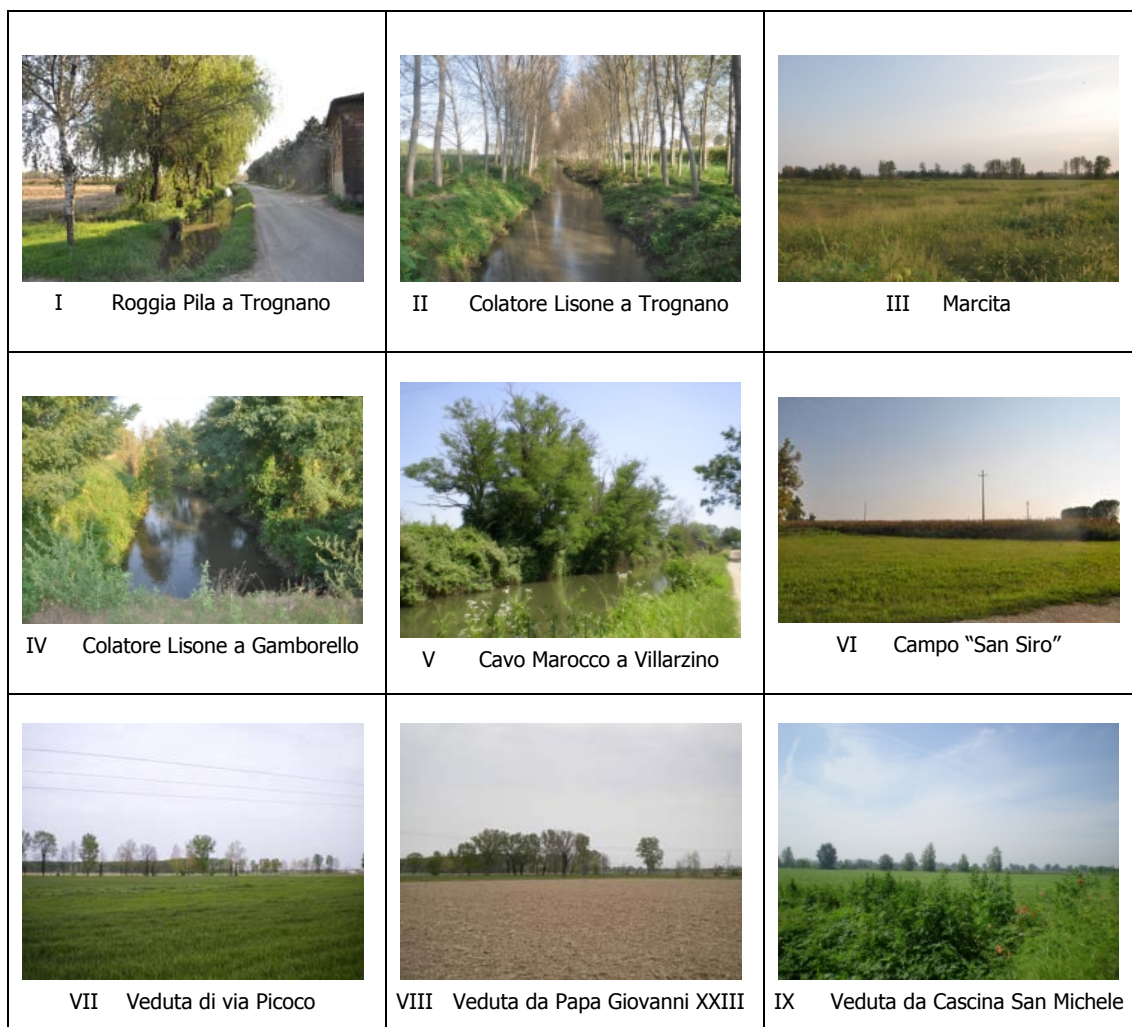 I Roggia Pila a Trognano
II Colatore Lisone a Trognano
III Marcita
IV Colatore Lisone a Gamborello
V Cavo Marocco a Villarzino
VI Campo “San Siro”
VII Veduta di via Picoco
VIII Veduta da Papa Giovanni XXIII
IX Veduta da Cascina San Michele